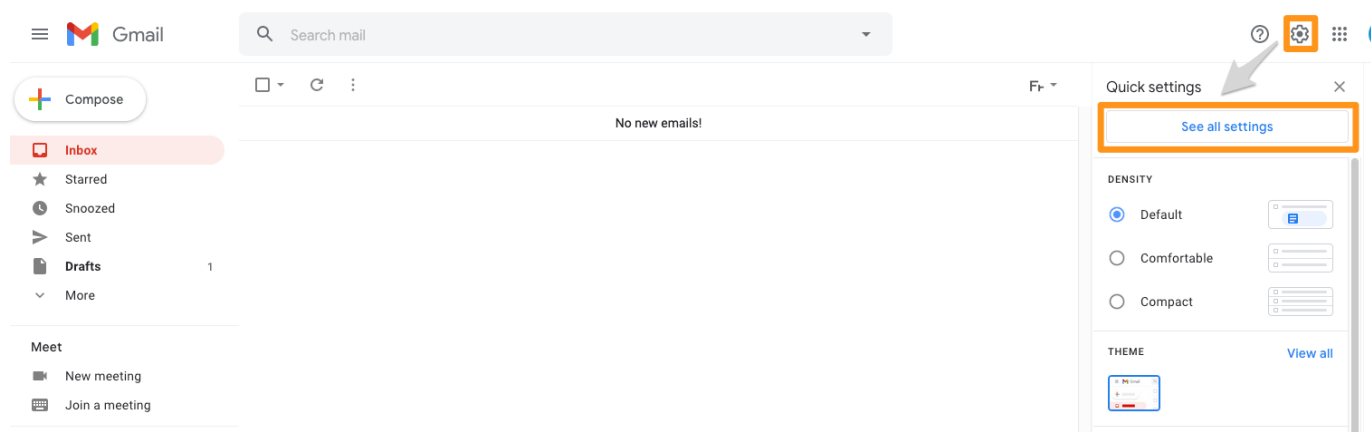 Gmail
Search mail
Compose
Inbox
Starred
Snoozed
Sent
Drafts 1
More
Meet
New meeting
Join a meeting
No new emails!
Quick settings
See all settings
DENSITY
Default
Comfortable
Compact
THEME View all